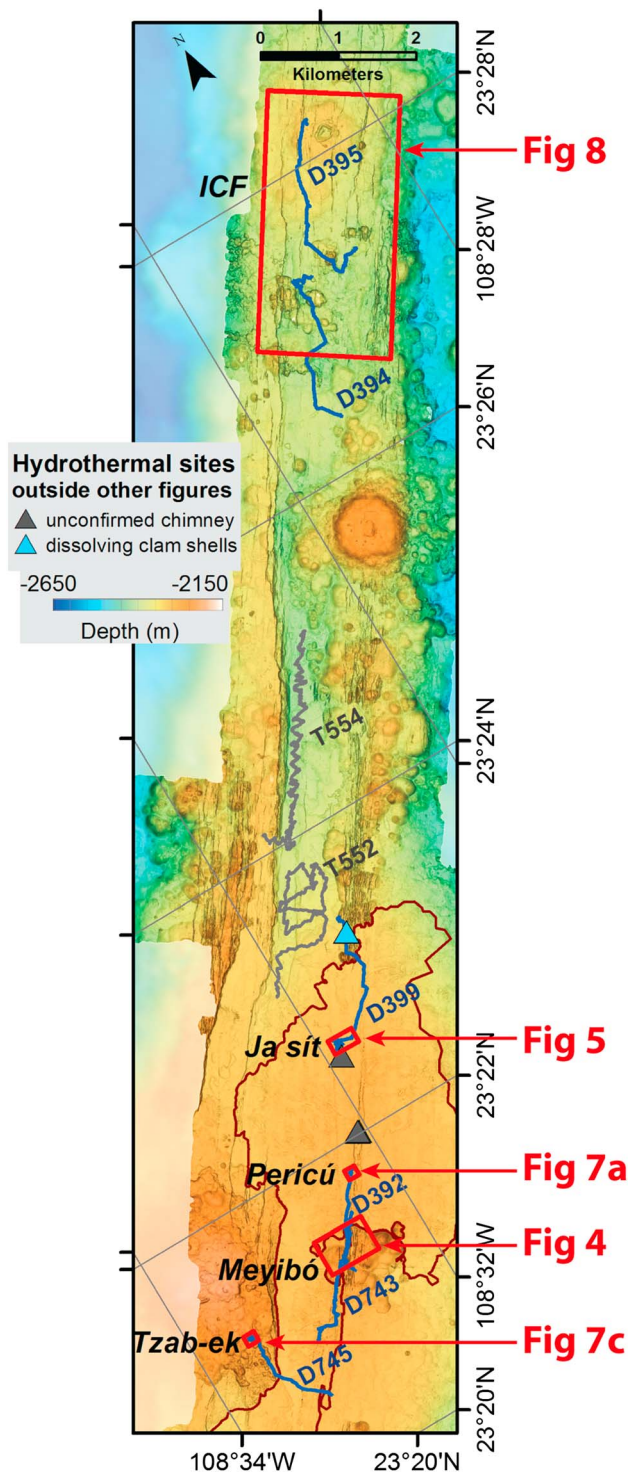 N
0 1 2
Kilometers
23°28'N
Fig 8
D395
ICF
108°28'W
D394
23°26'N
Hydrothermal sites
outside other figures
unconfirmed chimney
dissolving clam shells
-2650 -2150
Depth (m)
T554
23°24'N
T552
D399
Ja sít
Fig 5
23°22'N
Pericú
Fig 7a
D392
Fig 4
Meyibó
108°32'W
D743
Tzab-ek
Fig 7c
D745
23°20'N
108°34'W 23°20'N